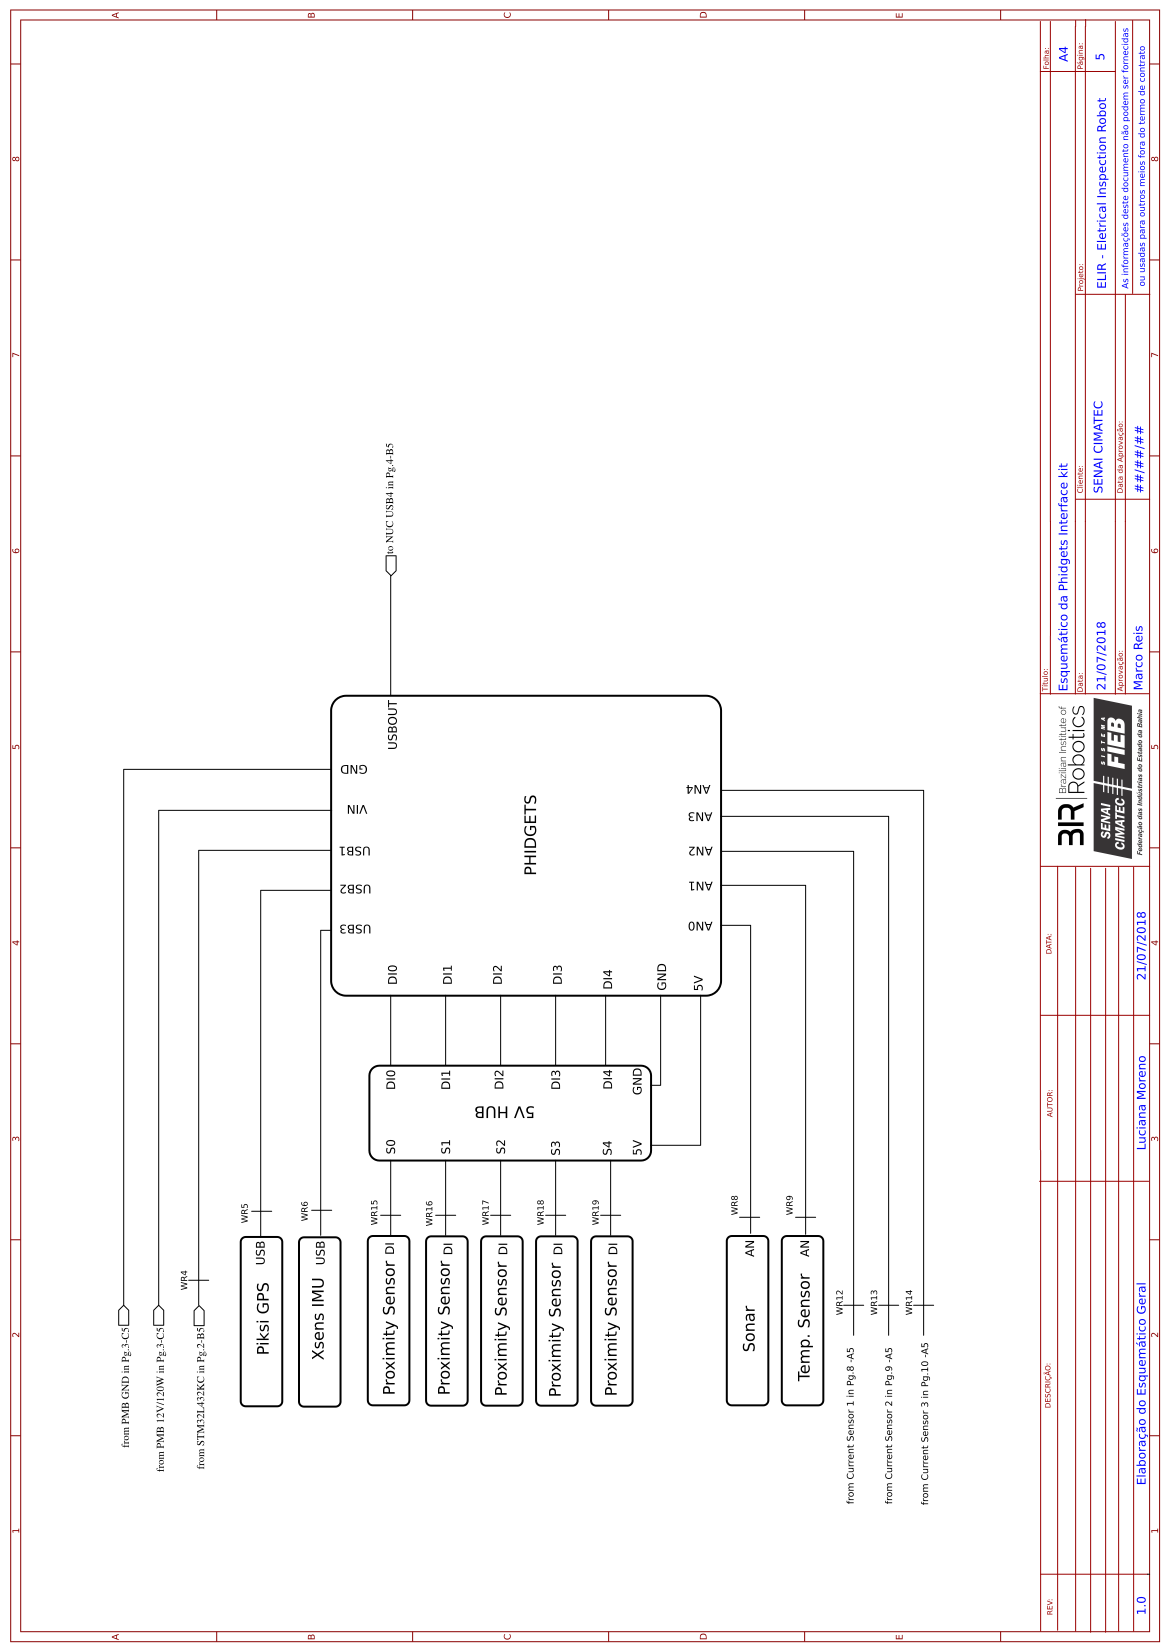 1 2 3 4 5 6 7 8
A
B
C
D
E
from PMB GND in Pg.3-C5
from PMB 12V/120W in Pg.3-C5
from STM32L432KC in Pg.2-B5
WR4
Piksi GPS USB
WR5
Xsens IMU USB
WR6
Proximity Sensor DI
WR15
Proximity Sensor DI
WR16
Proximity Sensor DI
WR17
Proximity Sensor DI
WR18
Proximity Sensor DI
WR19
Sonar AN
WR8
Temp. Sensor AN
WR9
from Current Sensor 1 in Pg.8 -A5
WR12
from Current Sensor 2 in Pg.9 -A5
WR13
from Current Sensor 3 in Pg.10 -A5
WR14
5V HUB
S0 DI0
S1 DI1
S2 DI2
S3 DI3
S4 DI4
5V GND
PHIDGETS
USB3 USB2 USB1 VIN GND
USBOUT
DI0
DI1
DI2
DI3
DI4
GND
5V
AN0 AN1 AN2 AN3 AN4
to NUC USB4 in Pg.4-B5
REV: DESCRIÇÃO: AUTOR: DATA:
1.0 Elaboração do Esquemático Geral Luciana Moreno 21/07/2018
BIR Brazilian Institute of
Robotics
SENAI
CIMATEC
SISTEMA
FIEB
Federação das Indústrias do Estado da Bahia
Título: Folha:
Esquemático da Phidgets Interface kit A4
Data: Cliente: Projeto: Página:
21/07/2018 SENAI CIMATEC ELIR - Eletrical Inspection Robot 5
Aprovação: Data da Aprovação:
Marco Reis ##/##/##
As informações deste documento não podem ser fornecidas
ou usadas para outros meios fora do termo de contrato
A
B
C
D
E
1 2 3 4 5 6 7 8